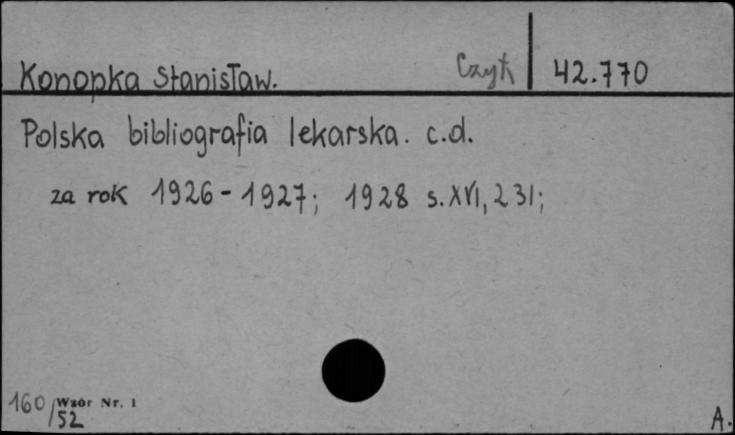 Konopka Stanisław. Czyt. 42.770
Polska bibliografia lekarska. c.d.
za rok 1926-1927; 1928 s. XVI, 231;
160/52 Wzór Nr. 1
A.